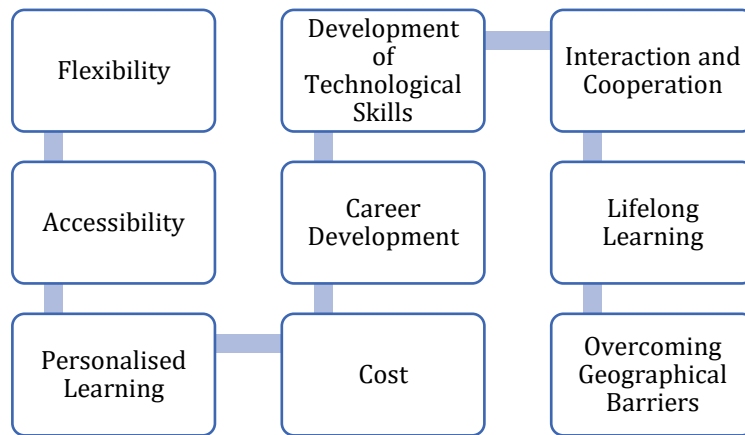 Flexibility
Accessibility
Personalised
Learning
Cost
Career
Development
Development
of
Technological
Skills
Interaction and
Cooperation
Lifelong
Learning
Overcoming
Geographical
Barriers